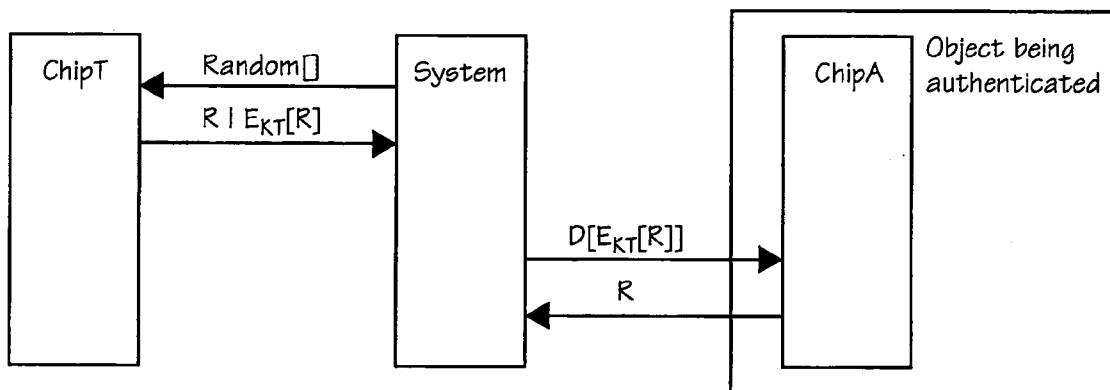 ChipT
Random[]
R | E_KT[R]
System
D[E_KT[R]]
R
ChipA
Object being
authenticated